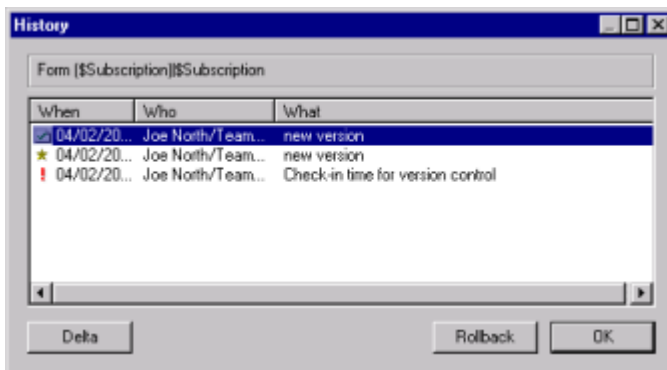 History
Form ($Subscription)|$Subscription
When Who What
04/02/20... Joe North/Team... new version
04/02/20... Joe North/Team... new version
04/02/20... Joe North/Team... Check-in time for version control
Delta Rollback OK